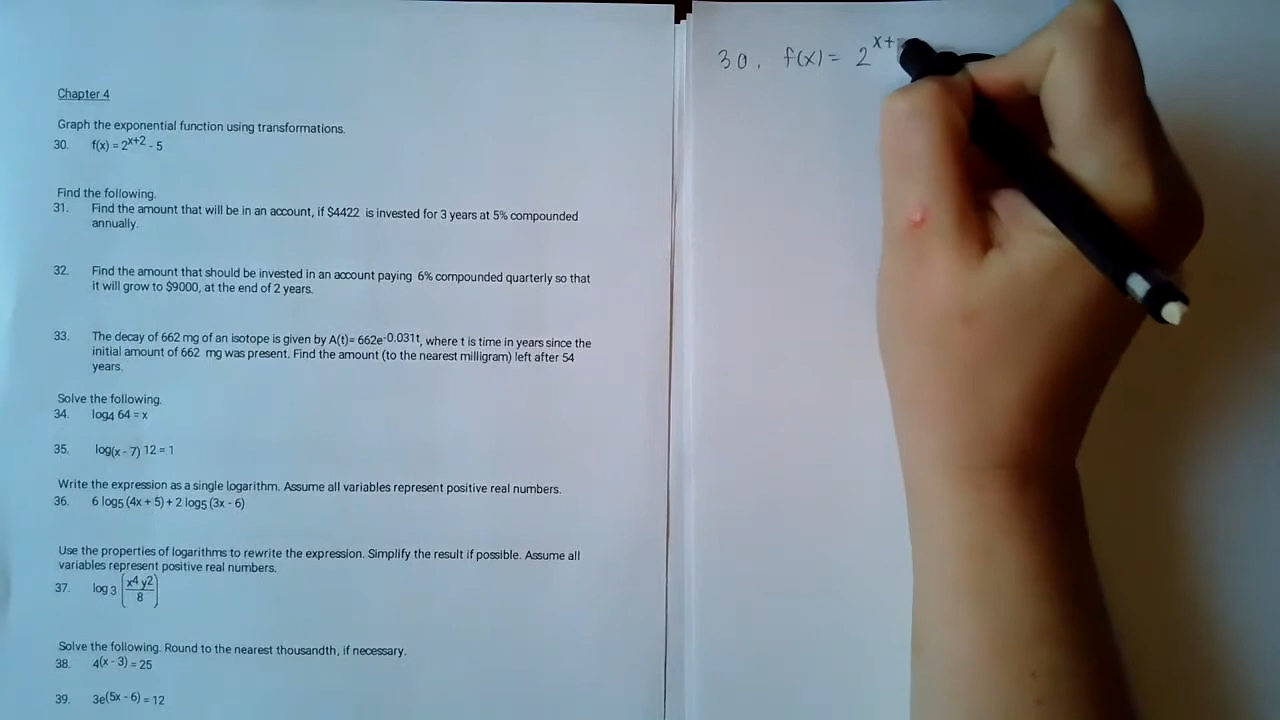 Chapter 4
Graph the exponential function using transformations.
30. f(x) = 2^x+2 - 5
Find the following.
31. Find the amount that will be in an account, if $4422 is invested for 3 years at 5% compounded
annually.
32. Find the amount that should be invested in an account paying 6% compounded quarterly so that
it will grow to $9000, at the end of 2 years.
33. The decay of 662 mg of an isotope is given by A(t)= 662e^-0.031t, where t is time in years since the
initial amount of 662 mg was present. Find the amount (to the nearest milligram) left after 54
years.
Solve the following.
34. log₄ 64 = x
35. log₍ₓ ₋ ₇₎ 12 = 1
Write the expression as a single logarithm. Assume all variables represent positive real numbers.
36. 6 log₅ (4x + 5) + 2 log₅ (3x - 6)
Use the properties of logarithms to rewrite the expression. Simplify the result if possible. Assume all
variables represent positive real numbers.
37. log₃ (x⁴ y² / 8)
Solve the following. Round to the nearest thousandth, if necessary.
38. 4^(x - 3) = 25
39. 3e^(5x - 6) = 12
30. f(x) = 2^x+